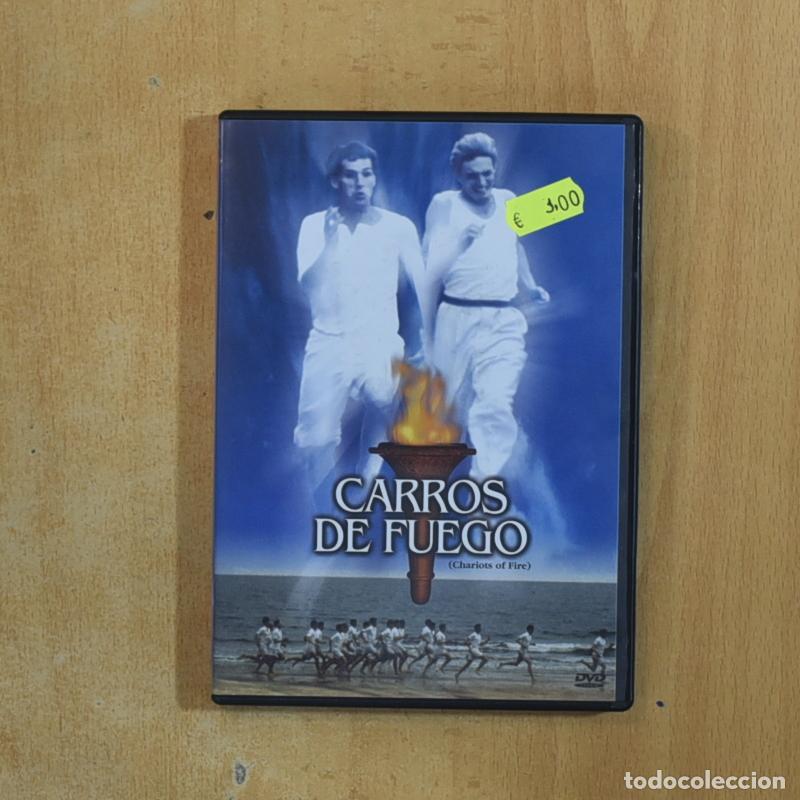 € 3,00
CARROS
DE FUEGO
(Chariots of Fire)
DVD
todocoleccion